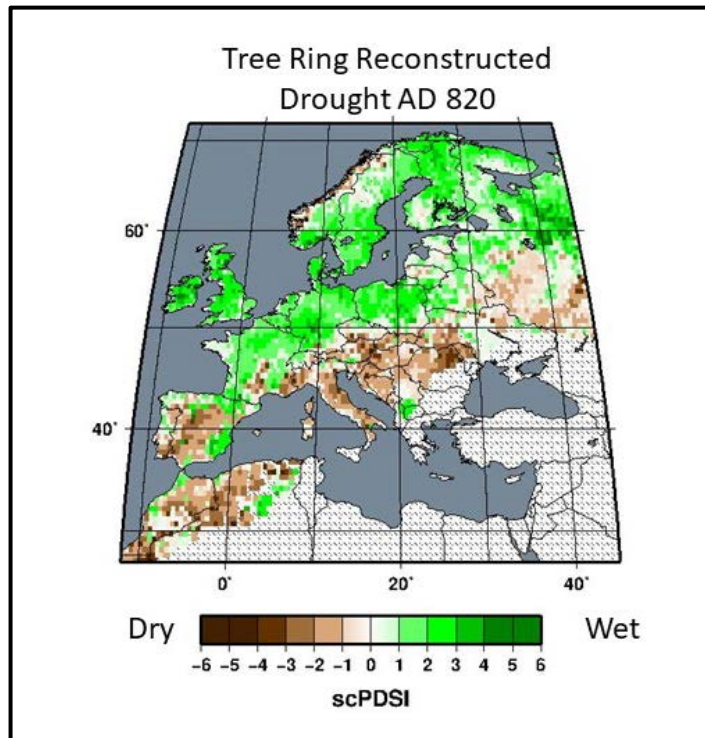 Tree Ring Reconstructed
Drought AD 820
60°
40°
0° 20° 40°
Dry Wet
-6 -5 -4 -3 -2 -1 0 1 2 3 4 5 6
scPDSI